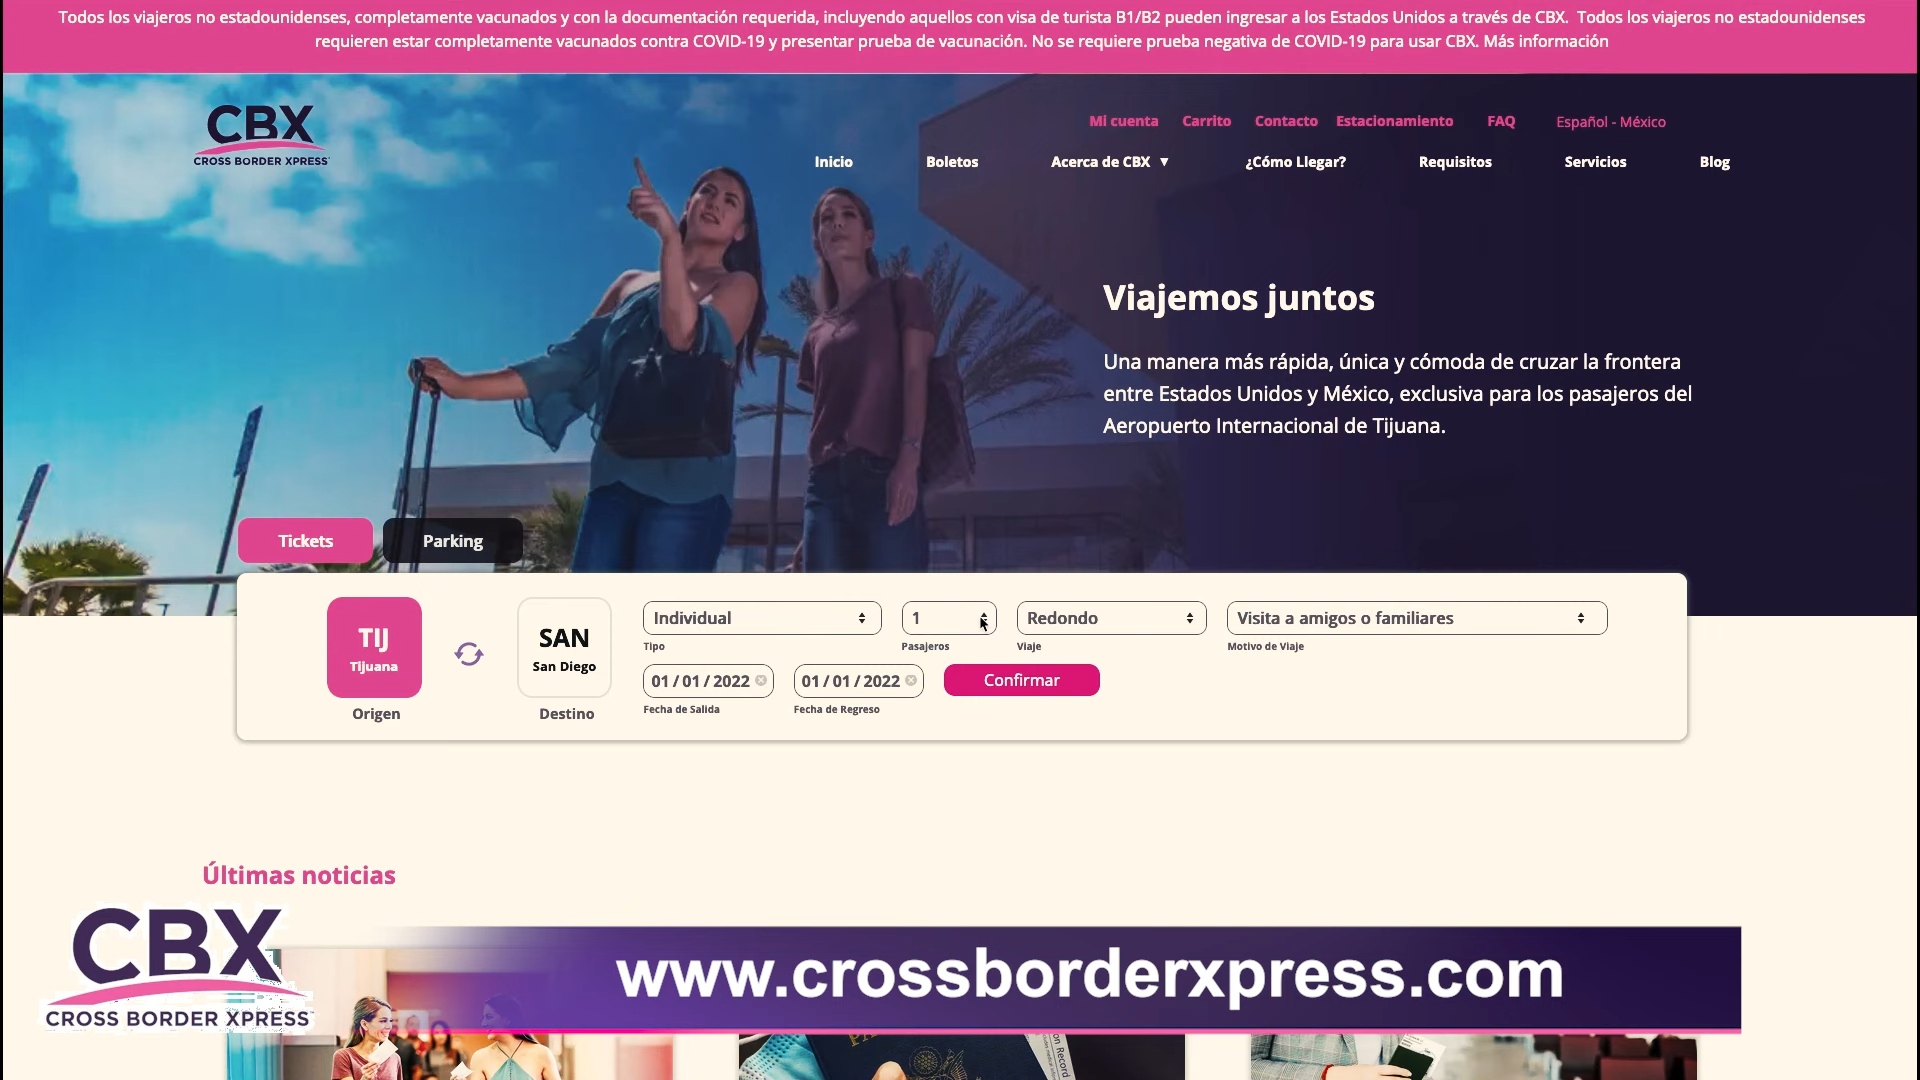 Todos los viajeros no estadounidenses, completamente vacunados y con la documentación requerida, incluyendo aquellos con visa de turista B1/B2 pueden ingresar a los Estados Unidos a través de CBX. Todos los viajeros no estadounidenses
requieren estar completamente vacunados contra COVID-19 y presentar prueba de vacunación. No se requiere prueba negativa de COVID-19 para usar CBX. Más información
CBX
CROSS BORDER XPRESS
Mi cuenta Carrito Contacto Estacionamiento FAQ Español - México
Inicio Boletos Acerca de CBX ▼ ¿Cómo Llegar? Requisitos Servicios Blog
Viajemos juntos
Una manera más rápida, única y cómoda de cruzar la frontera
entre Estados Unidos y México, exclusiva para los pasajeros del
Aeropuerto Internacional de Tijuana.
Tickets Parking
TIJ
Tijuana
Origen
SAN
San Diego
Destino
Individual 1 Redondo Visita a amigos o familiares
Tipo Pasajeros Viaje Motivo de Viaje
01/01/2022 01/01/2022 Confirmar
Fecha de Salida Fecha de Regreso
Últimas noticias
CBX
CROSS BORDER XPRESS
www.crossborderxpress.com